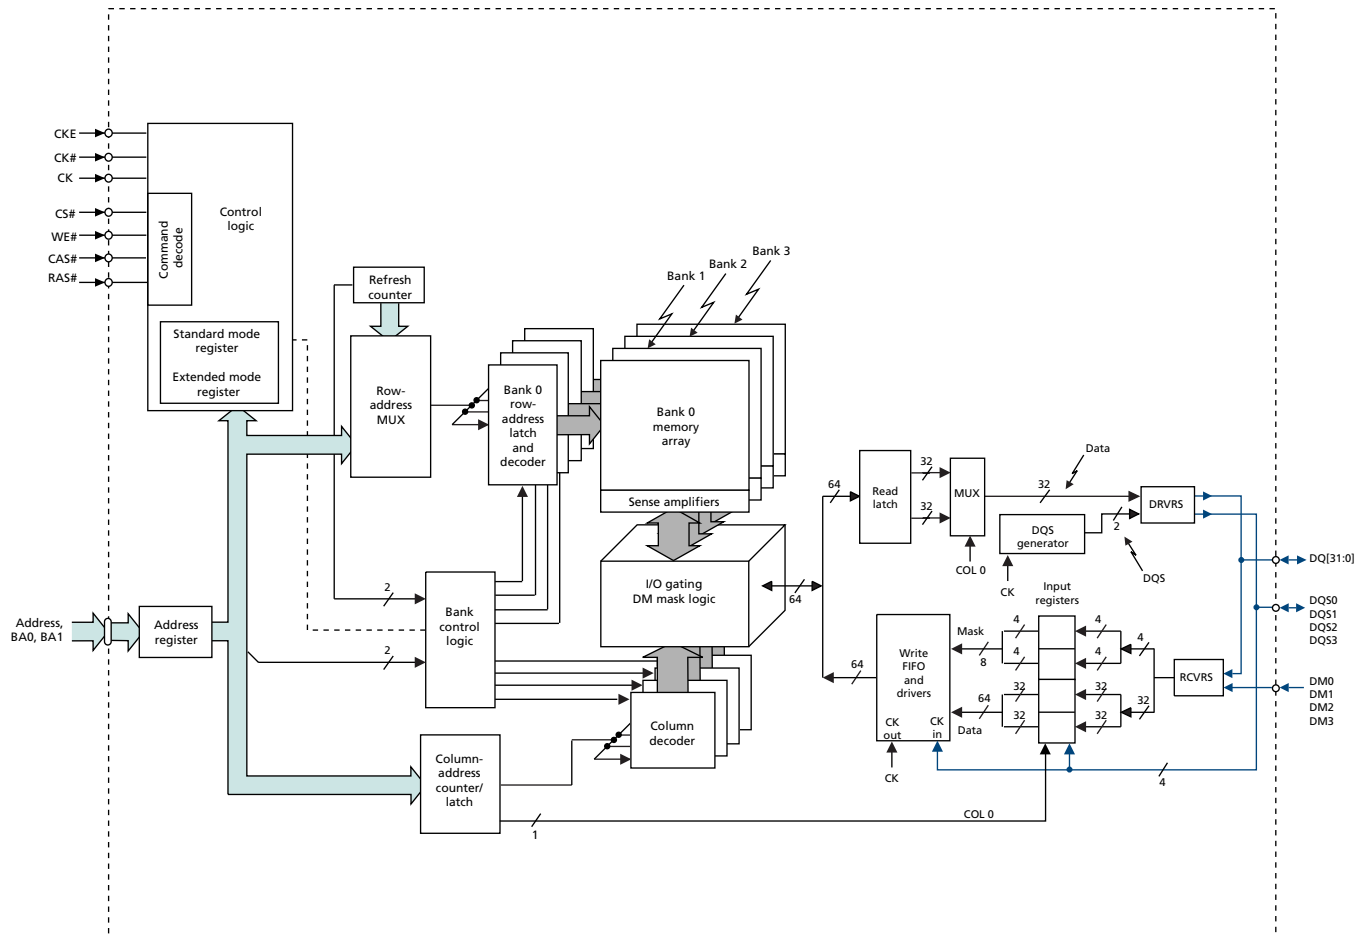 CKE
CK#
CK
CS#
WE#
CAS#
RAS#
Command
decode
Control
logic
Standard mode
register
Extended mode
register
Refresh
counter
Row-
address
MUX
Bank 0
row-
address
latch
and
decoder
Bank 1
Bank 2
Bank 3
Bank 0
memory
array
Sense amplifiers
I/O gating
DM mask logic
2
2
Bank
control
logic
Address,
BA0, BA1
Address
register
Column
decoder
Column-
address
counter/
latch
1
COL 0
64
64
Read
latch
32
32
MUX
COL 0
32
Data
DQS
generator
CK
2
DQS
DRVRS
DQ[31:0]
DQS0
DQS1
DQS2
DQS3
DM0
DM1
DM2
DM3
RCVRS
Input
registers
4
4
4
4
4
32
32
32
32
32
Mask
8
64
Data
64
Write
FIFO
and
drivers
CK
out
CK
in
CK
4